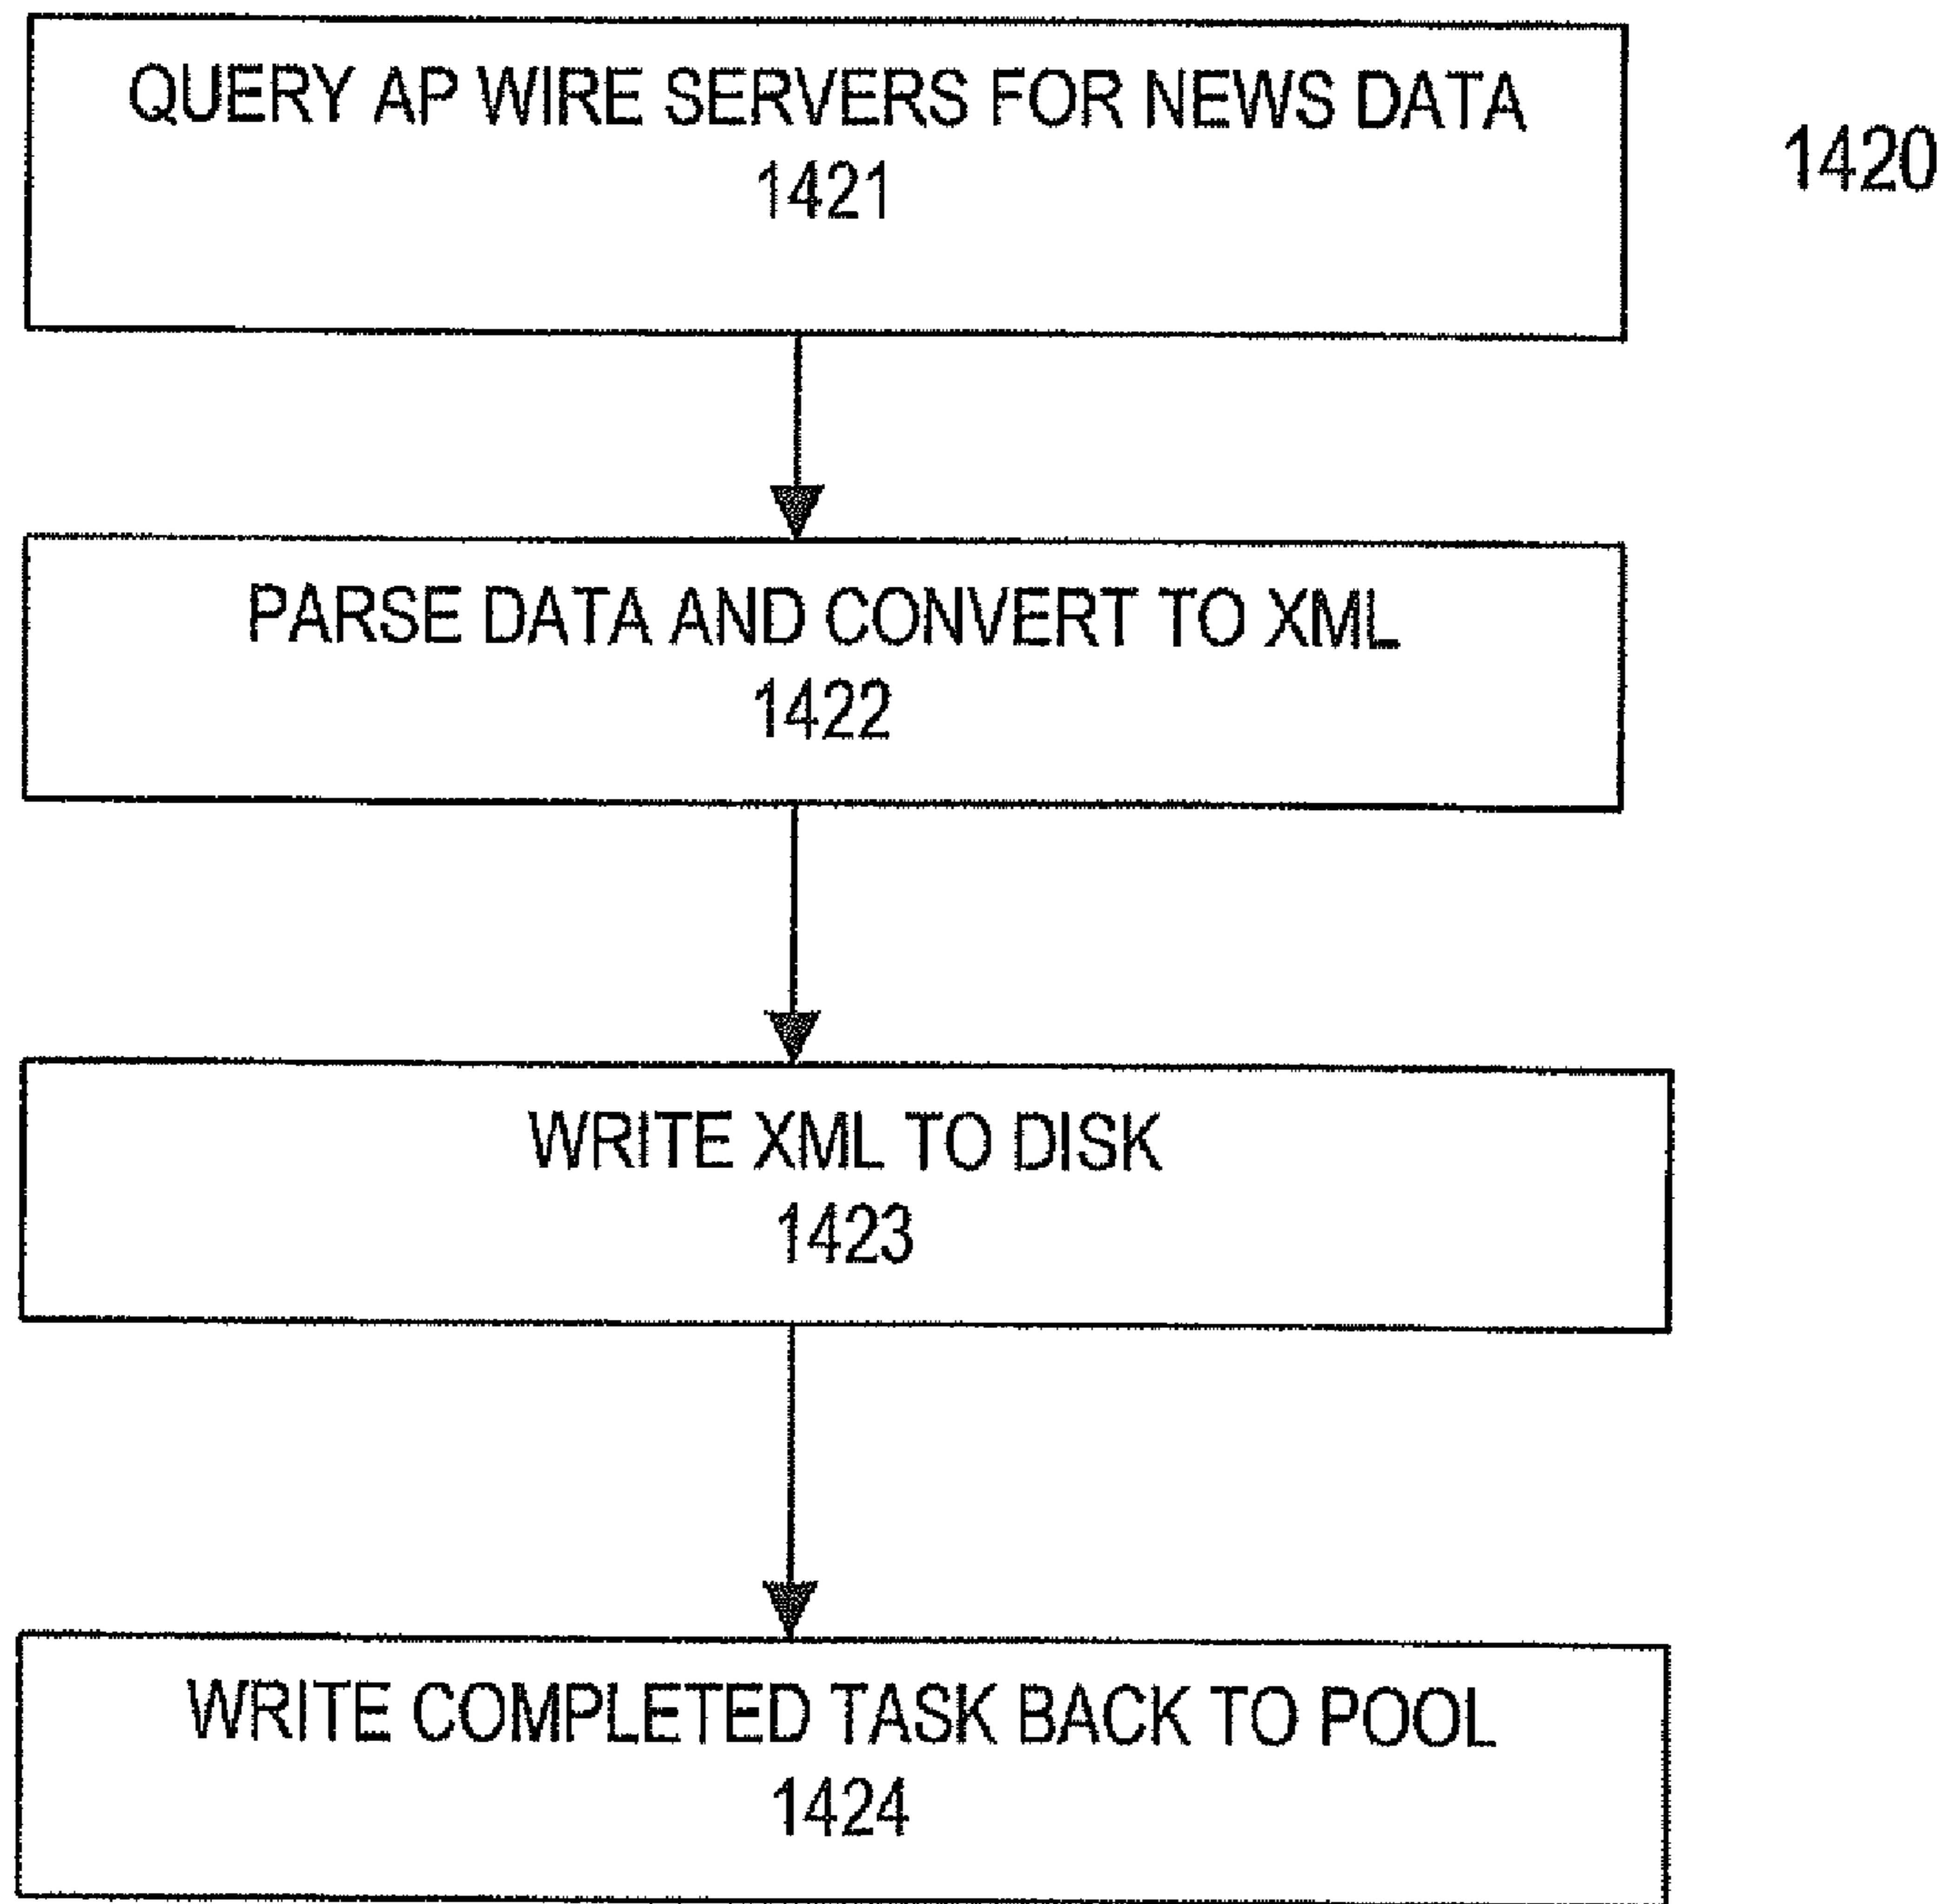 QUERY AP WIRE SERVERS FOR NEWS DATA
1421
1420
PARSE DATA AND CONVERT TO XML
1422
WRITE XML TO DISK
1423
WRITE COMPLETED TASK BACK TO POOL
1424